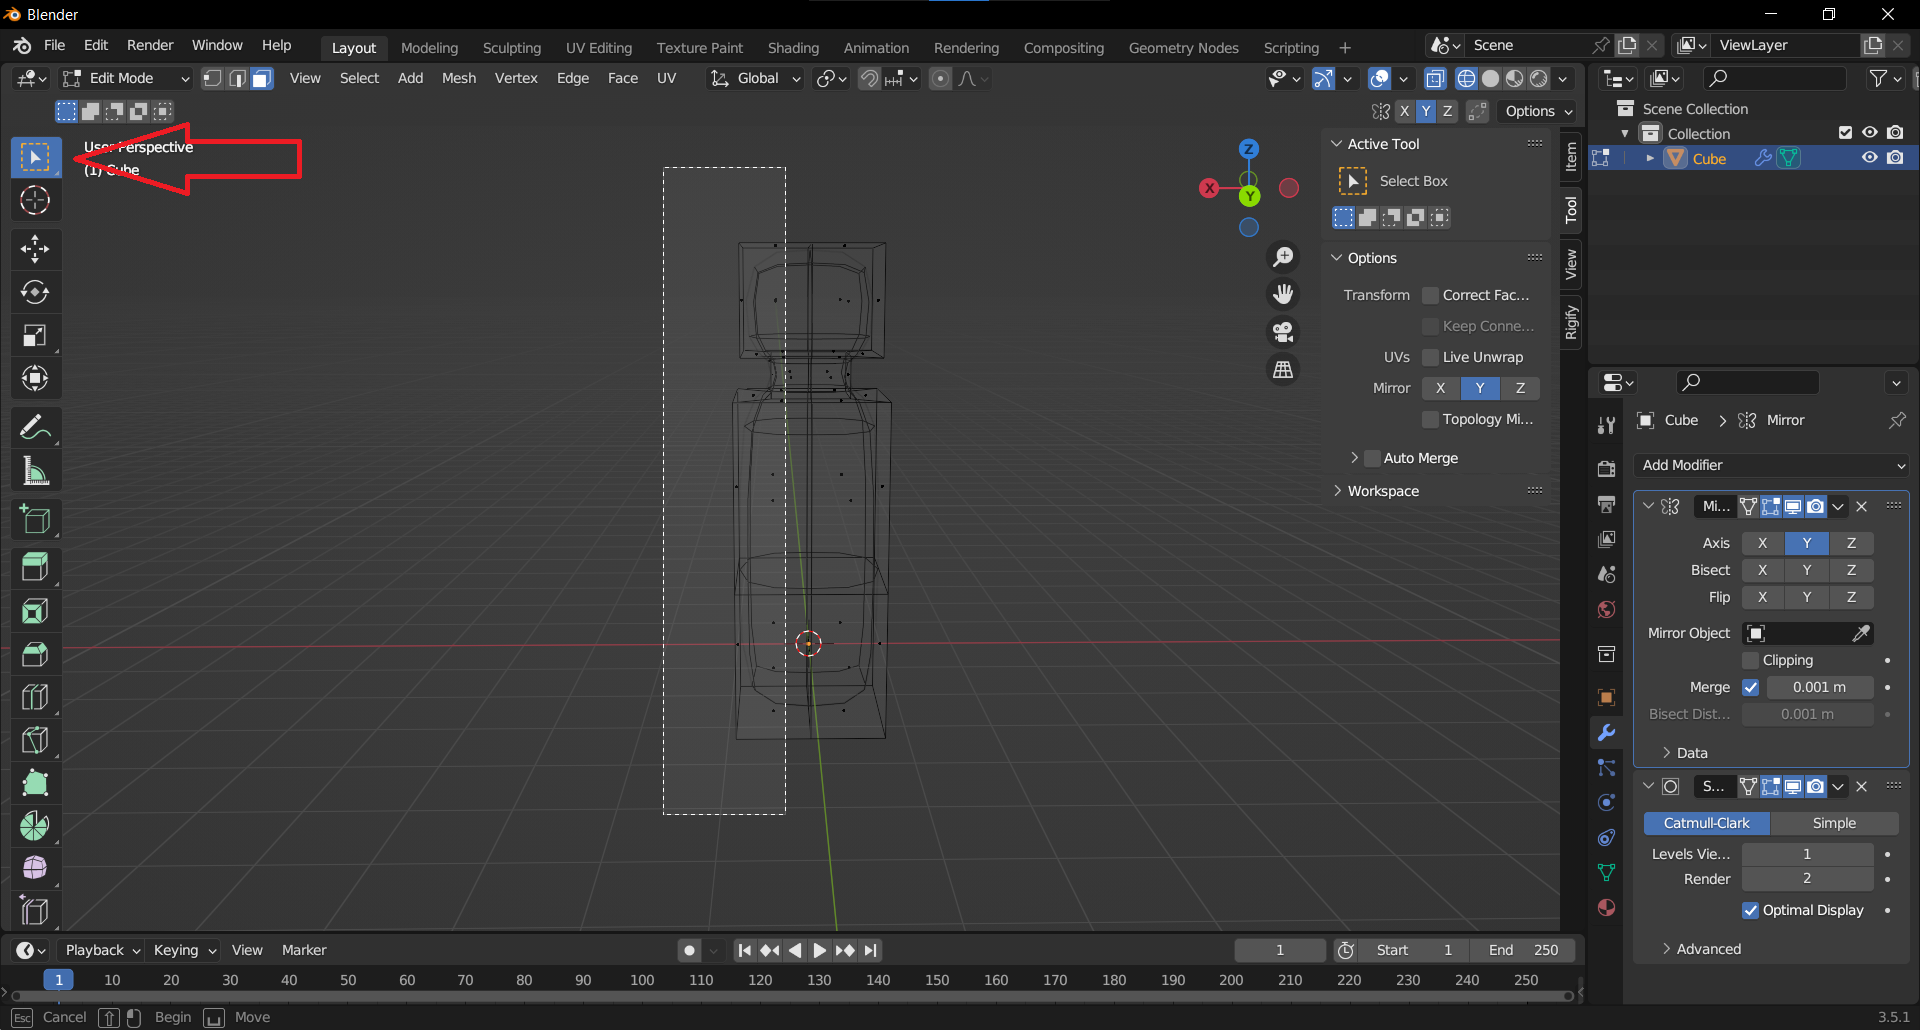 Blender
File Edit Render Window Help
Layout Modeling Sculpting UV Editing Texture Paint Shading Animation Rendering Compositing Geometry Nodes Scripting +
Scene
ViewLayer
Edit Mode View Select Add Mesh Vertex Edge Face UV Global
X Y Z Options
User Perspective
(1) Cube
Z
X
Y
Active Tool
Select Box
Options
Transform Correct Fac...
Keep Conne...
UVs Live Unwrap
Mirror X Y Z
Topology Mi...
Auto Merge
Workspace
Item
Tool
View
Rigify
Scene Collection
Collection
Cube
Cube > Mirror
Add Modifier
Mi...
Axis X Y Z
Bisect X Y Z
Flip X Y Z
Mirror Object
Clipping
Merge 0.001 m
Bisect Dist... 0.001 m
Data
S...
Catmull-Clark Simple
Levels Vie... 1
Render 2
Optimal Display
Advanced
Playback Keying View Marker
1 Start 1 End 250
1 10 20 30 40 50 60 70 80 90 100 110 120 130 140 150 160 170 180 190 200 210 220 230 240 250
Esc Cancel Begin Move
3.5.1